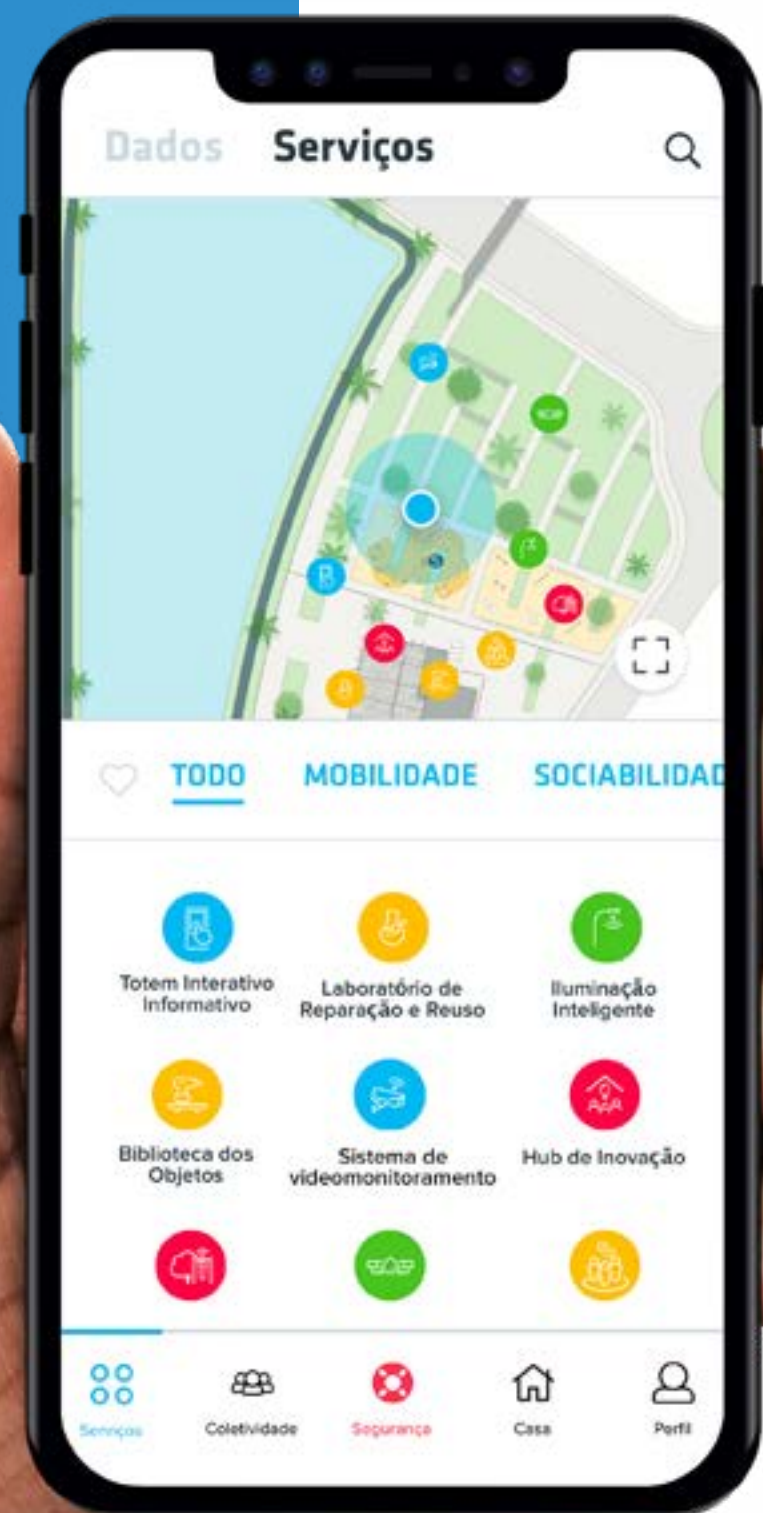 Dados Serviços
TODO MOBILIDADE SOCIABILIDAD
Totem Interativo
Informativo
Laboratório de
Reparação e Reuso
Iluminação
Inteligente
Biblioteca dos
Objetos
Sistema de
videomonitoramento
Hub de Inovação
Serviços Coletividade Segurança Casa Perfil